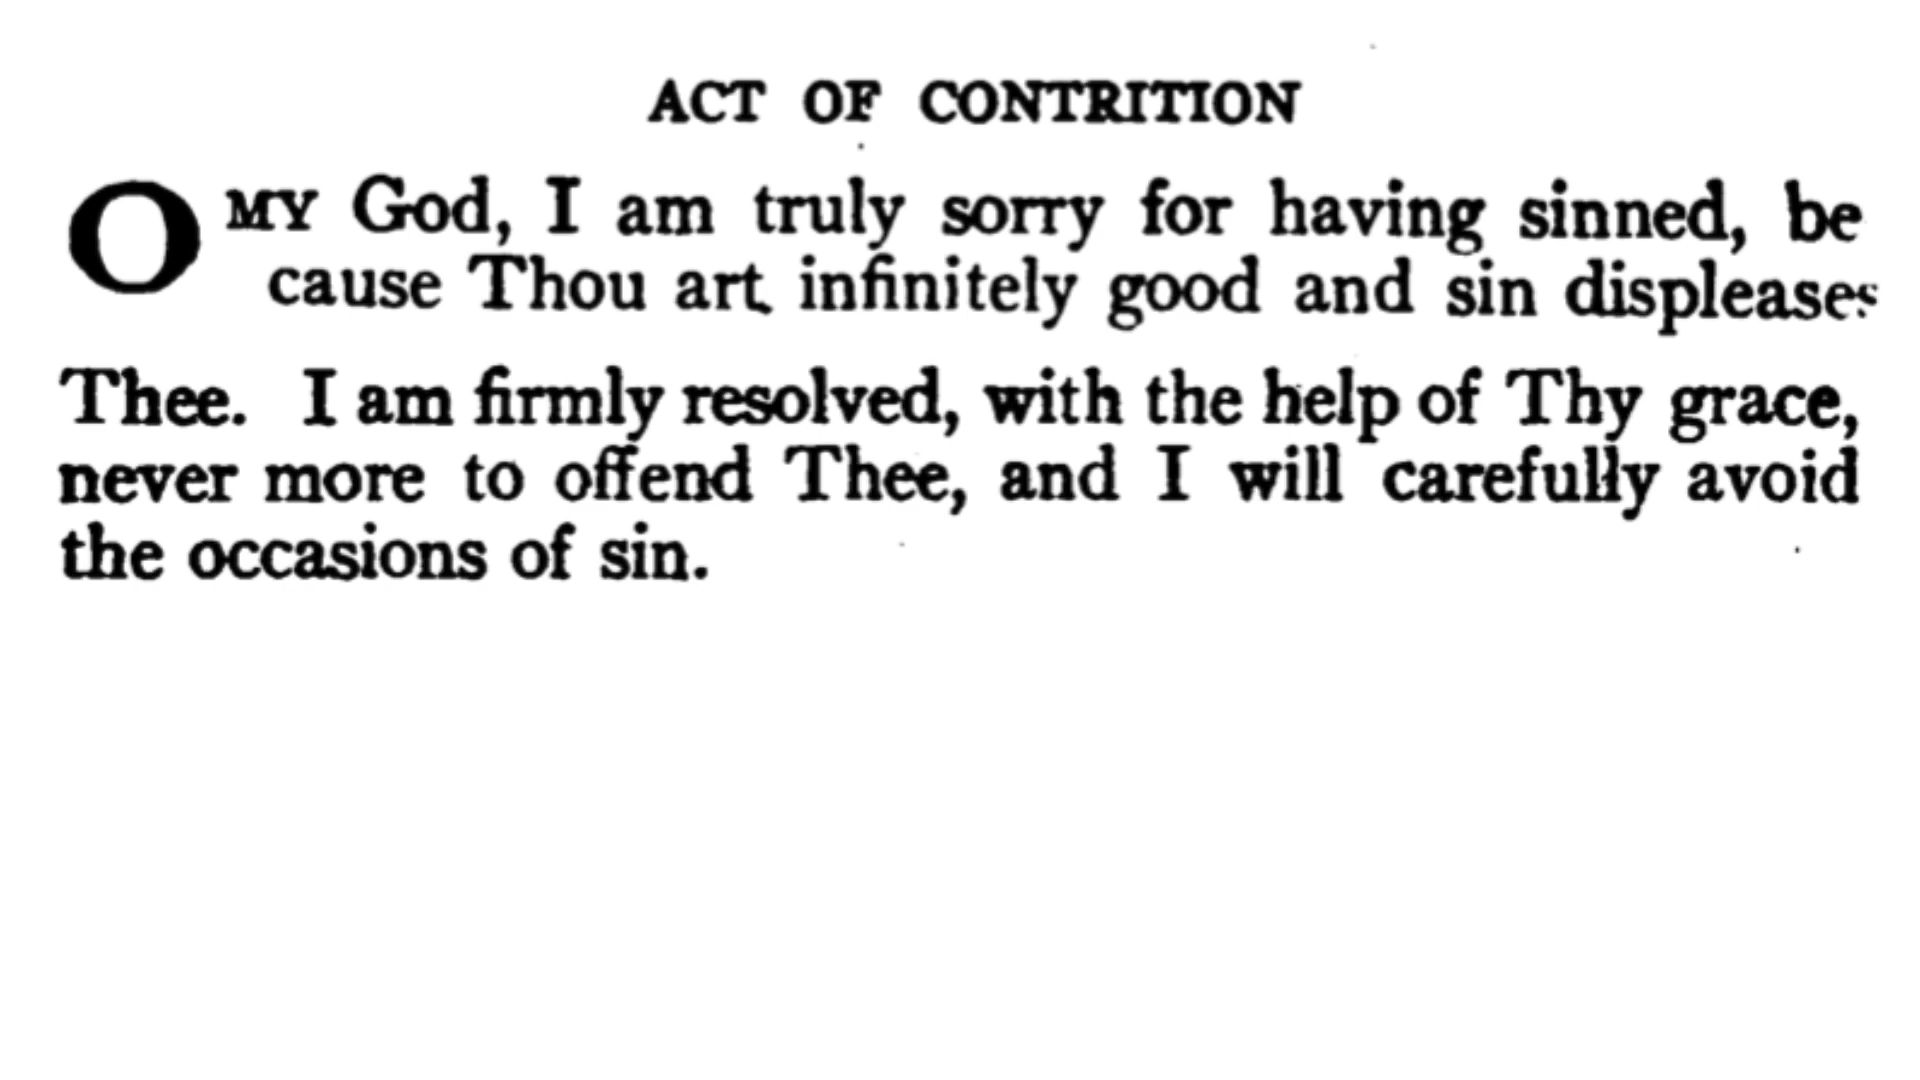 ACT OF CONTRITION
O MY God, I am truly sorry for having sinned, be
cause Thou art infinitely good and sin displeases
Thee. I am firmly resolved, with the help of Thy grace,
never more to offend Thee, and I will carefully avoid
the occasions of sin.